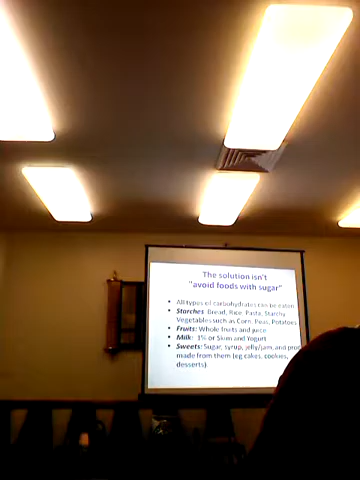 The solution isn't
"avoid foods with sugar"
• All types of carbohydrates can be eaten
• Starches: Bread, Rice, Pasta, Starchy
Vegetables such as Corn, Peas, Potatoes
• Fruits: Whole fruits and juice
• Milk: 1% or Skim and Yogurt
• Sweets: Sugar, syrup, jelly/jam, and
made from them (eg cakes, cookies,
desserts)